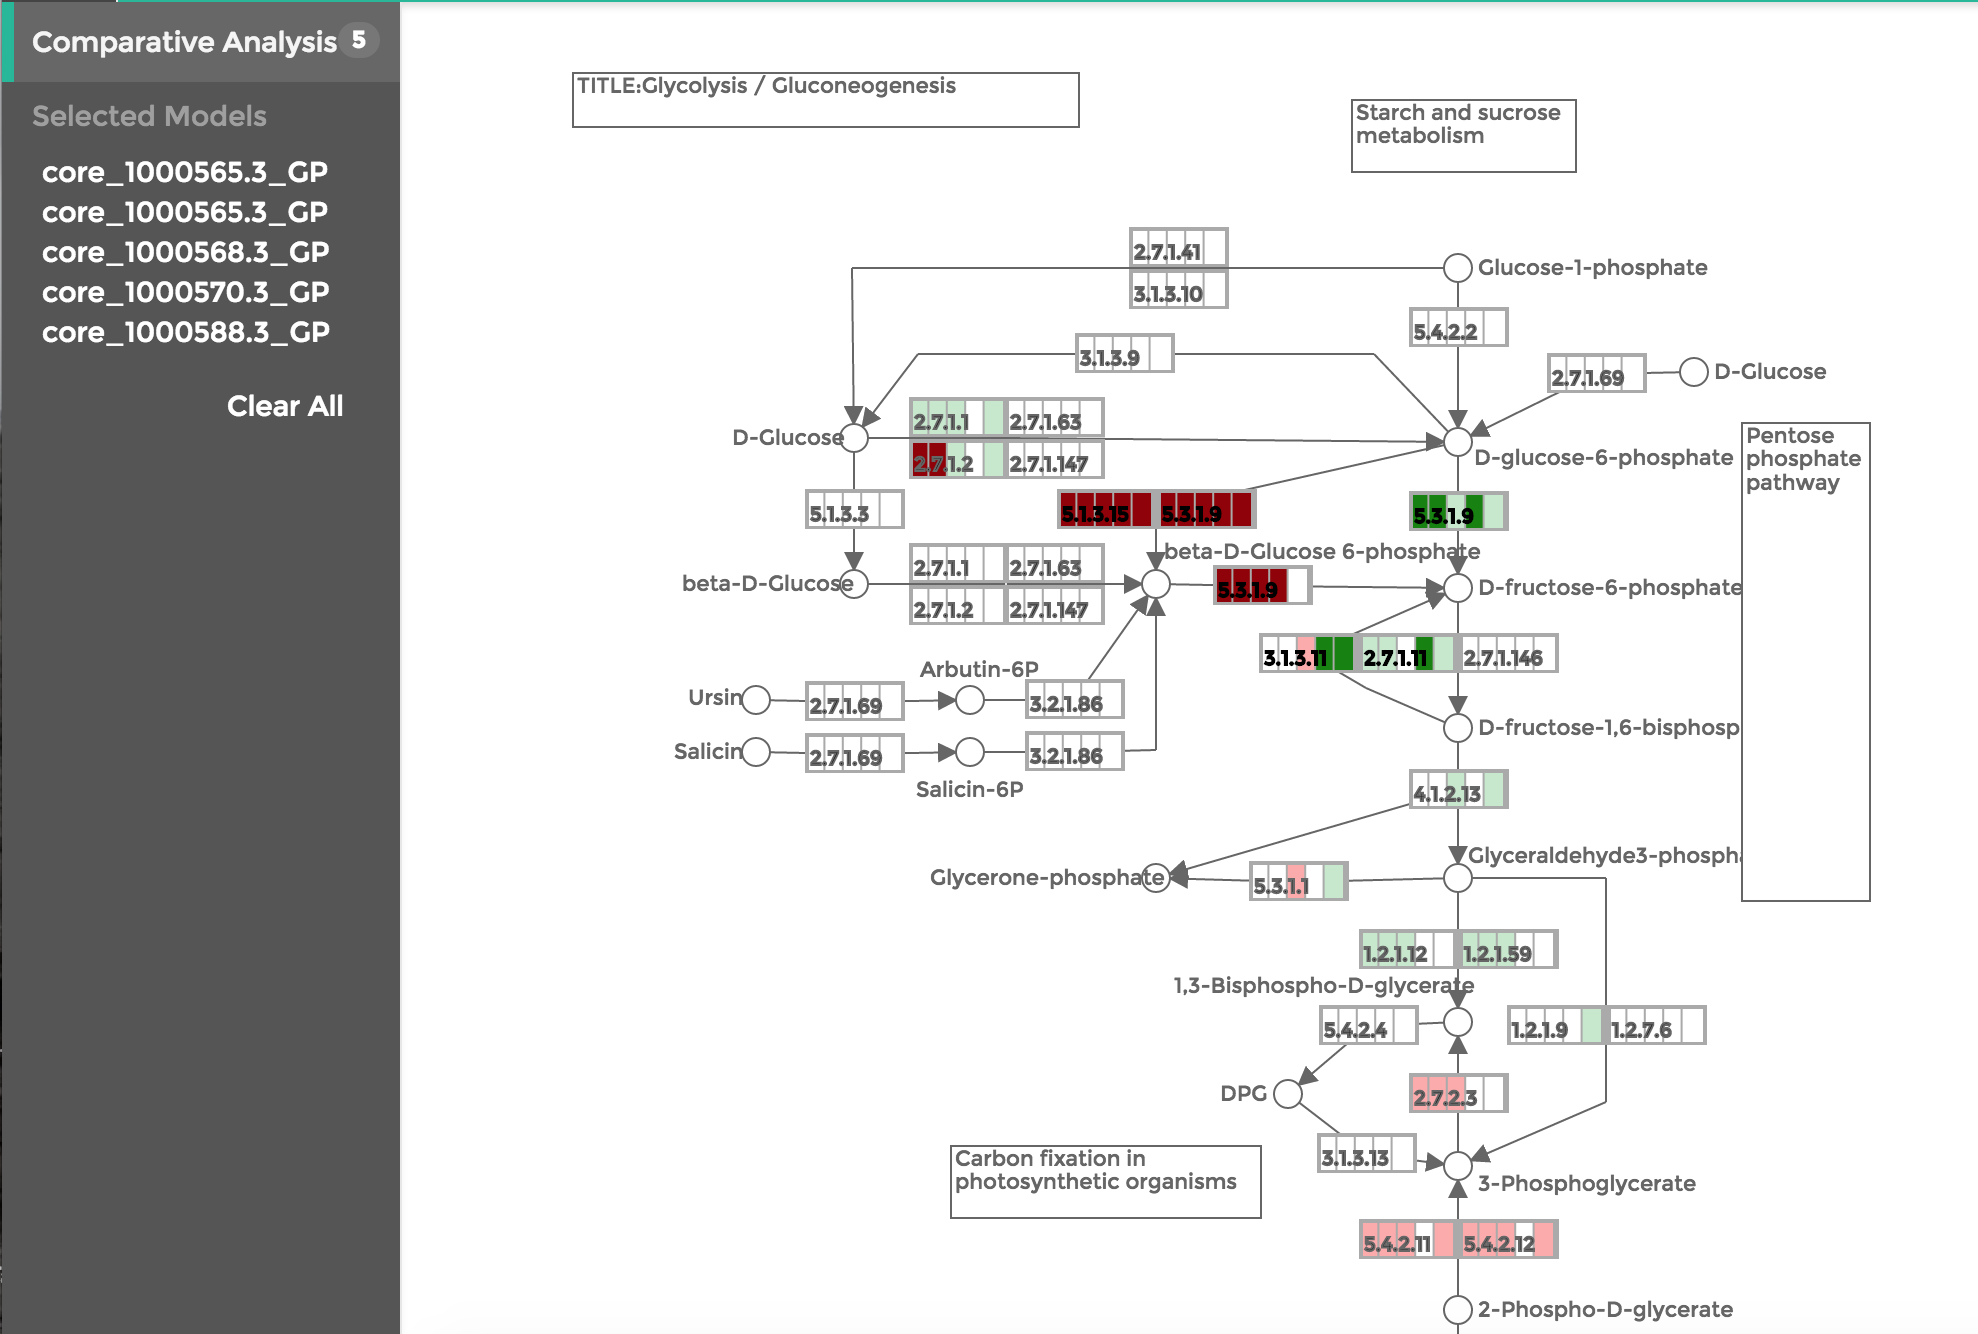 Comparative Analysis 5
Selected Models
core_1000565.3_GP
core_1000565.3_GP
core_1000568.3_GP
core_1000570.3_GP
core_1000588.3_GP
Clear All
TITLE:Glycolysis / Gluconeogenesis
Starch and sucrose
metabolism
2.7.1.41
Glucose-1-phosphate
3.1.3.10
5.4.2.2
3.1.3.9
2.7.1.69
D-Glucose
2.7.1.1
2.7.1.63
D-Glucose
D-glucose-6-phosphate
2.7.1.2
2.7.1.147
Pentose
phosphate
pathway
5.1.3.3
5.1.3.15
5.3.1.9
5.3.1.9
beta-D-Glucose 6-phosphate
2.7.1.1
2.7.1.63
beta-D-Glucose
5.3.1.9
D-fructose-6-phosphate
2.7.1.2
2.7.1.147
3.1.3.11
2.7.1.11
2.7.1.146
Arbutin-6P
Ursin
2.7.1.69
3.2.1.86
D-fructose-1,6-bisphosp
Salicin
2.7.1.69
3.2.1.86
Salicin-6P
4.1.2.13
Glyceraldehyde3-phospha
Glycerone-phosphate
5.3.1.1
1.2.1.12
1.2.1.59
1,3-Bisphospho-D-glycerate
5.4.2.4
1.2.1.9
1.2.7.6
DPG
2.7.2.3
3.1.3.13
Carbon fixation in
photosynthetic organisms
3-Phosphoglycerate
5.4.2.11
5.4.2.12
2-Phospho-D-glycerate